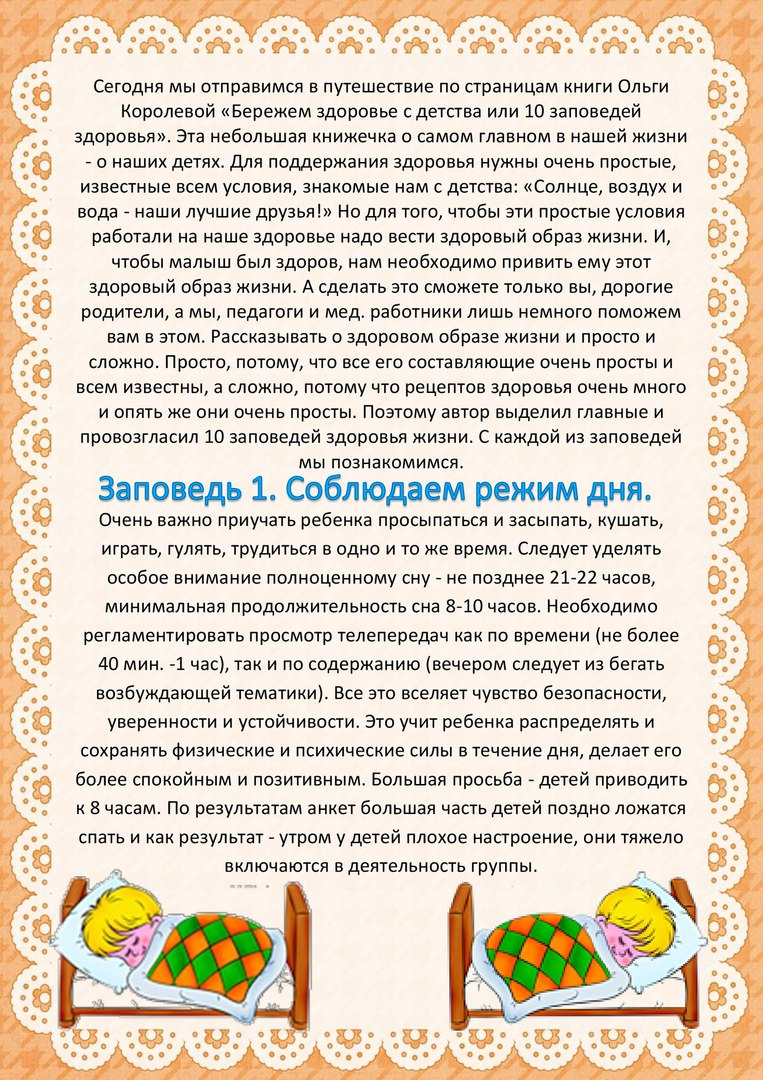 Сегодня мы отправимся в путешествие по страницам книги Ольги
Королевой «Бережем здоровье с детства или 10 заповедей
здоровья». Эта небольшая книжечка о самом главном в нашей жизни
- о наших детях. Для поддержания здоровья нужны очень простые,
известные всем условия, знакомые нам с детства: «Солнце, воздух и
вода - наши лучшие друзья!» Но для того, чтобы эти простые условия
работали на наше здоровье надо вести здоровый образ жизни. И,
чтобы малыш был здоров, нам необходимо привить ему этот
здоровый образ жизни. А сделать это сможете только вы, дорогие
родители, а мы, педагоги и мед. работники лишь немного поможем
вам в этом. Рассказывать о здоровом образе жизни и просто и
сложно. Просто, потому, что все его составляющие очень просты и
всем известны, а сложно, потому что рецептов здоровья очень много
и опять же они очень просты. Поэтому автор выделил главные и
провозгласил 10 заповедей здоровья жизни. С каждой из заповедей
мы познакомимся.
Заповедь 1. Соблюдаем режим дня.
Очень важно приучать ребенка просыпаться и засыпать, кушать,
играть, гулять, трудиться в одно и то же время. Следует уделять
особое внимание полноценному сну - не позднее 21-22 часов,
минимальная продолжительность сна 8-10 часов. Необходимо
регламентировать просмотр телепередач как по времени (не более
40 мин. -1 час), так и по содержанию (вечером следует из бегать
возбуждающей тематики). Все это вселяет чувство безопасности,
уверенности и устойчивости. Это учит ребенка распределять и
сохранять физические и психические силы в течение дня, делает его
более спокойным и позитивным. Большая просьба - детей приводить
к 8 часам. По результатам анкет большая часть детей поздно ложатся
спать и как результат - утром у детей плохое настроение, они тяжело
включаются в деятельность группы.